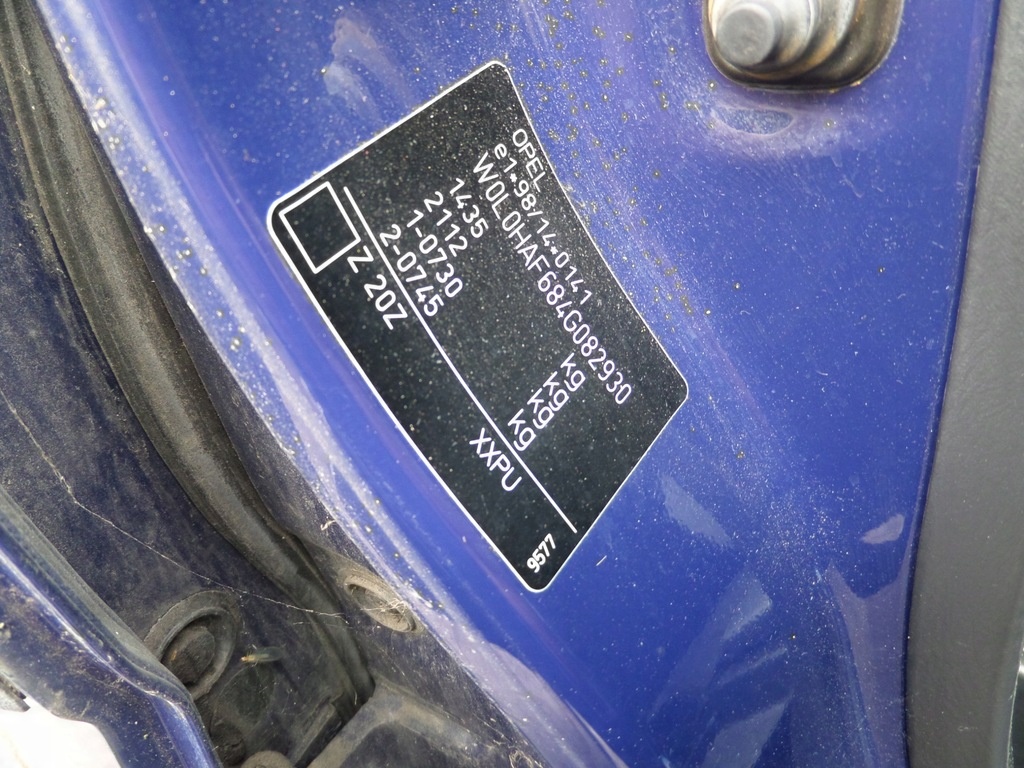 OPEL
e1*98/14*0141
W0L0HAF684G082930
1435 kg
2112 kg
1-0730 kg
2-0745 kg
Z 20Z XXPU
9577